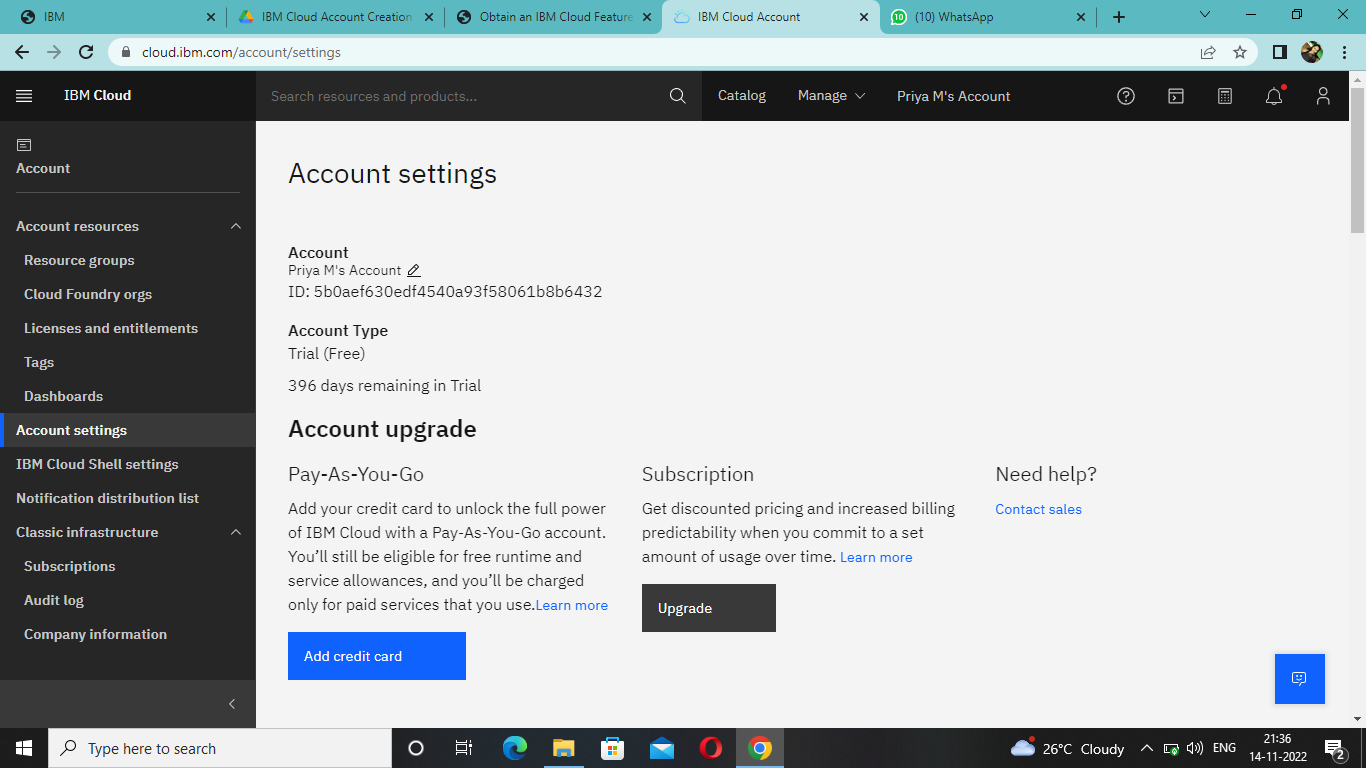 IBM
IBM Cloud Account Creation
Obtain an IBM Cloud Feature
IBM Cloud Account
(10) WhatsApp
cloud.ibm.com/account/settings
IBM Cloud
Search resources and products...
Catalog
Manage
Priya M's Account
Account
Account resources
Resource groups
Cloud Foundry orgs
Licenses and entitlements
Tags
Dashboards
Account settings
IBM Cloud Shell settings
Notification distribution list
Classic infrastructure
Subscriptions
Audit log
Company information
Account settings
Account
Priya M's Account
ID: 5b0aef630edf4540a93f58061b8b6432
Account Type
Trial (Free)
396 days remaining in Trial
Account upgrade
Pay-As-You-Go
Add your credit card to unlock the full power
of IBM Cloud with a Pay-As-You-Go account.
You’ll still be eligible for free runtime and
service allowances, and you’ll be charged
only for paid services that you use.Learn more
Add credit card
Subscription
Get discounted pricing and increased billing
predictability when you commit to a set
amount of usage over time. Learn more
Upgrade
Need help?
Contact sales
Type here to search
26°C Cloudy
ENG
21:36
14-11-2022
2